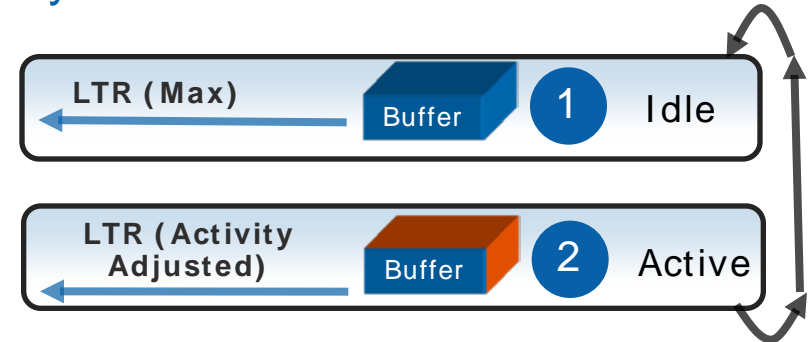 LTR (Max)
Buffer
1
Idle
LTR (Activity
Adjusted)
Buffer
2
Active